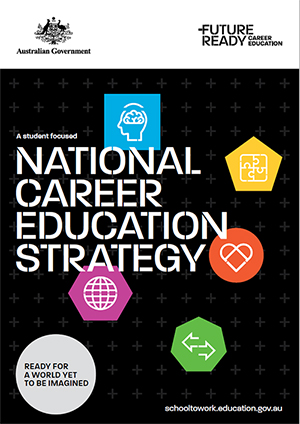 Australian Government
FUTURE
READY CAREER
EDUCATION
A student focused
NATIONAL
CAREER
EDUCATION
STRATEGY
READY FOR
A WORLD YET
TO BE IMAGINED
schooltowork.education.gov.au